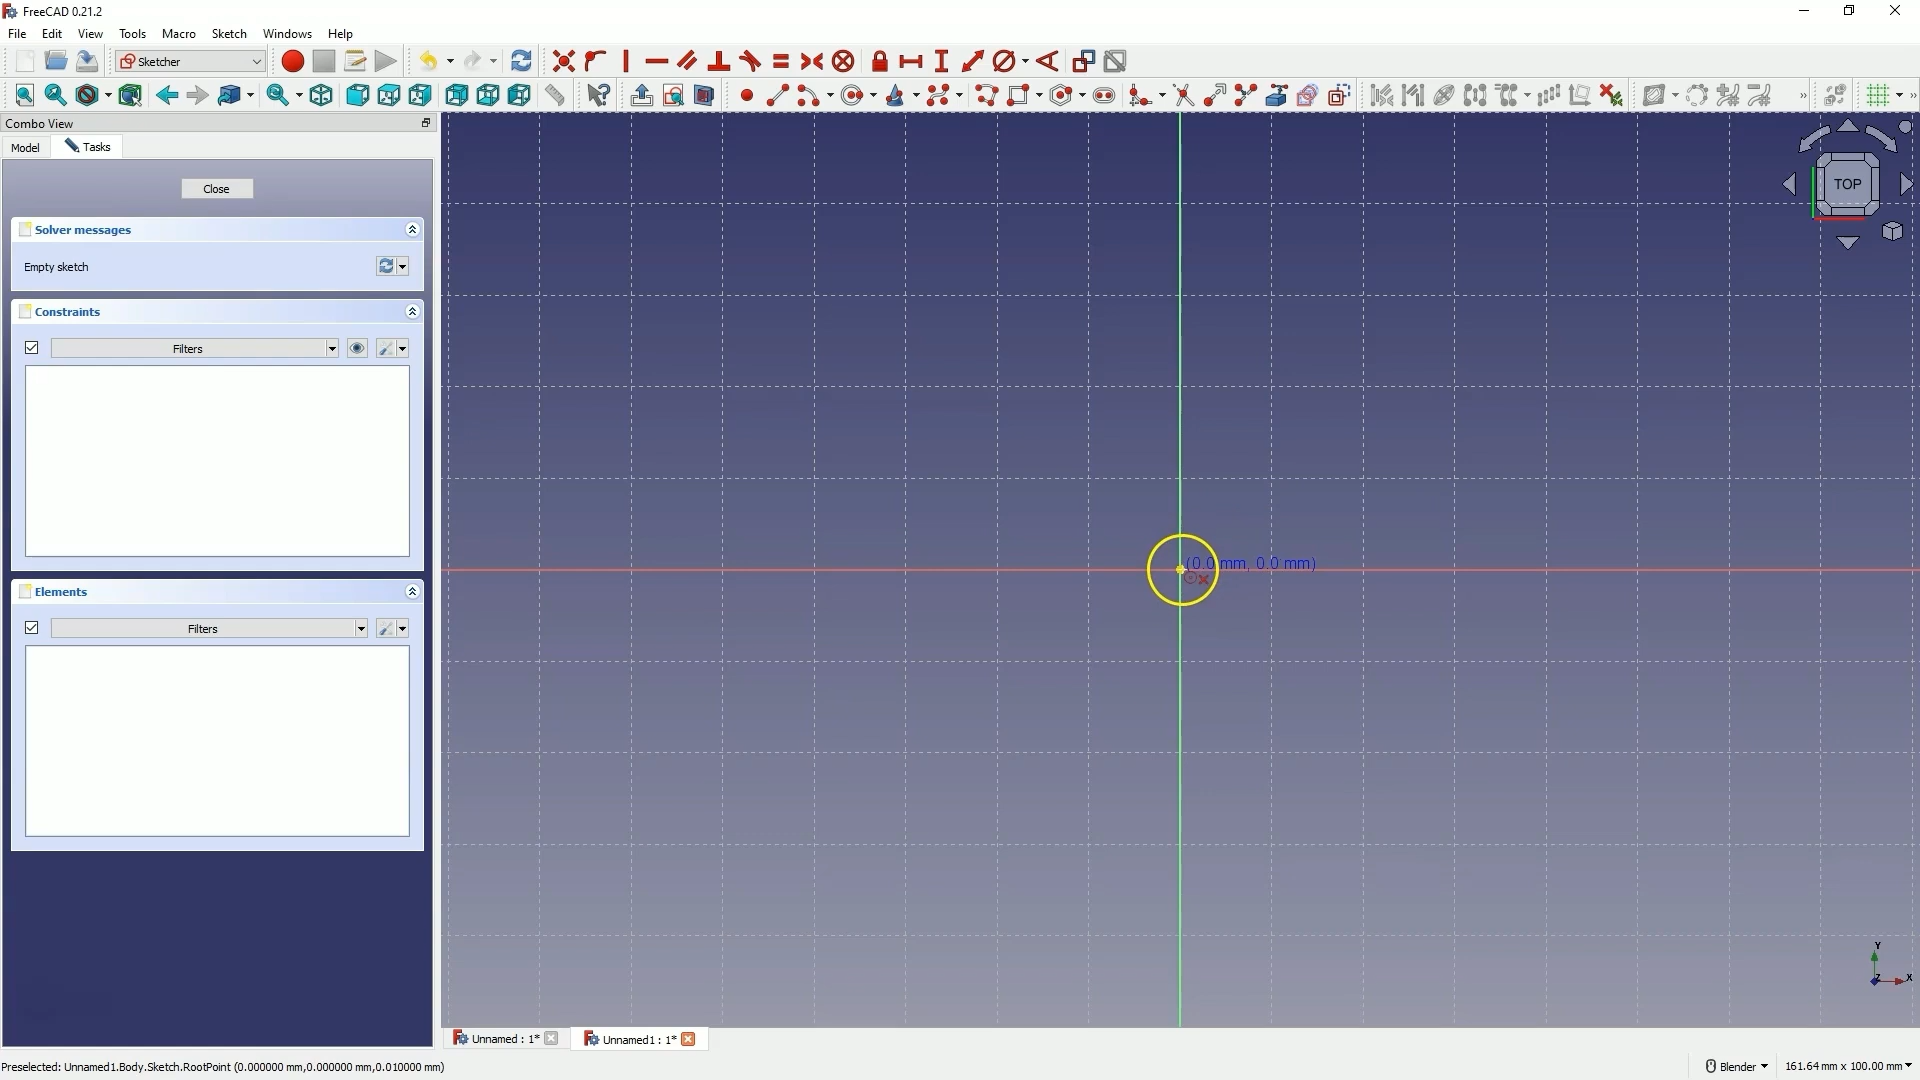 FreeCAD 0.21.2
File Edit View Tools Macro Sketch Windows Help
Sketcher
Combo View
Model Tasks
TOP
Close
Solver messages
Empty sketch
Constraints
Filters
(0.0 mm, 0.0 mm)
Elements
Filters
Y
Z X
Unnamed : 1* Unnamed1 : 1*
Preselected: Unnamed1.Body.Sketch.RootPoint (0.000000 mm,0.000000 mm,0.010000 mm)
Blender 161.64 mm x 100.00 mm